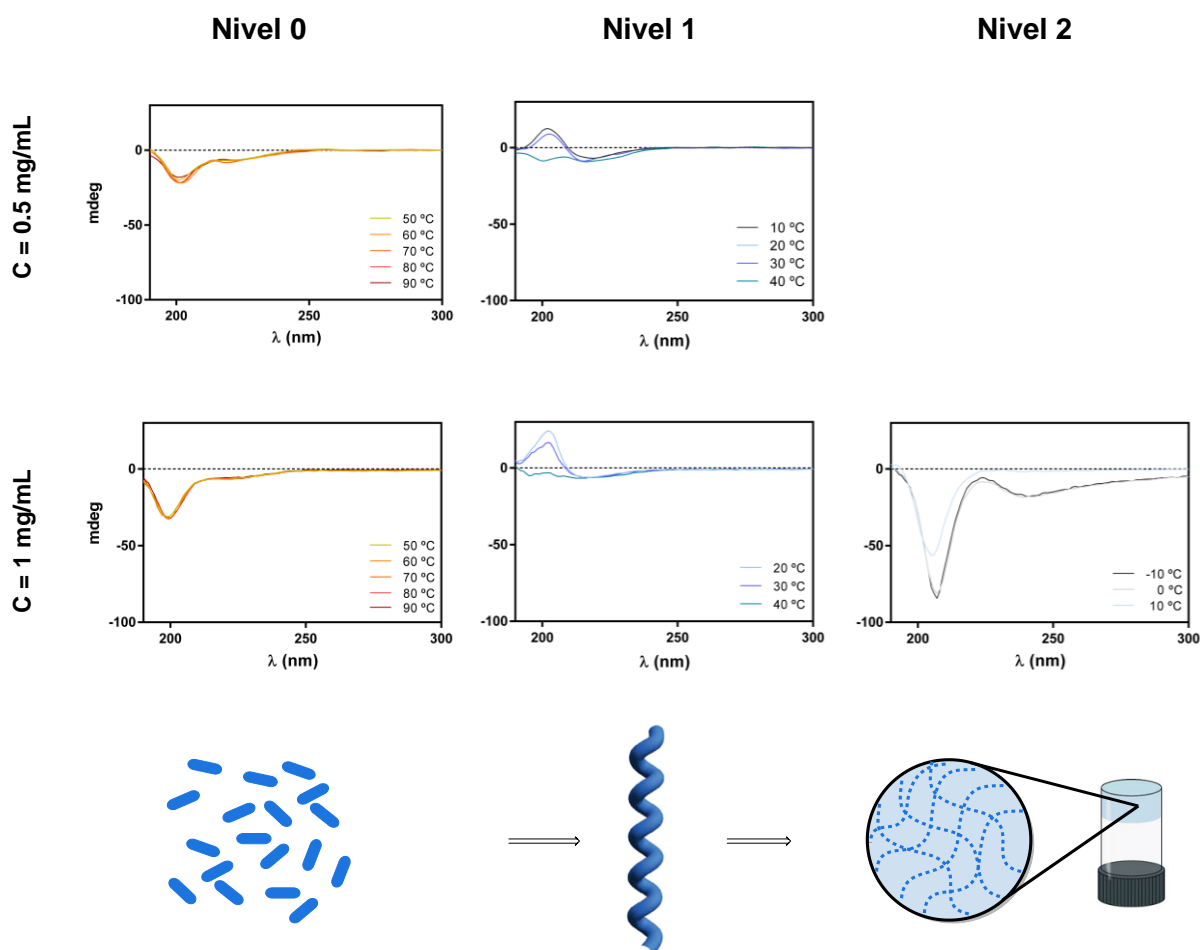 Nivel 0
Nivel 1
Nivel 2
C = 0.5 mg/mL
mdeg
0
-50
-100
200
250
300
λ (nm)
50 ºC
60 ºC
70 ºC
80 ºC
90 ºC
0
-50
-100
200
250
300
λ (nm)
10 ºC
20 ºC
30 ºC
40 ºC
C = 1 mg/mL
mdeg
0
-50
-100
200
250
300
λ (nm)
50 ºC
60 ºC
70 ºC
80 ºC
90 ºC
0
-50
-100
200
250
300
λ (nm)
20 ºC
30 ºC
40 ºC
0
-50
-100
200
250
300
λ (nm)
-10 ºC
0 ºC
10 ºC